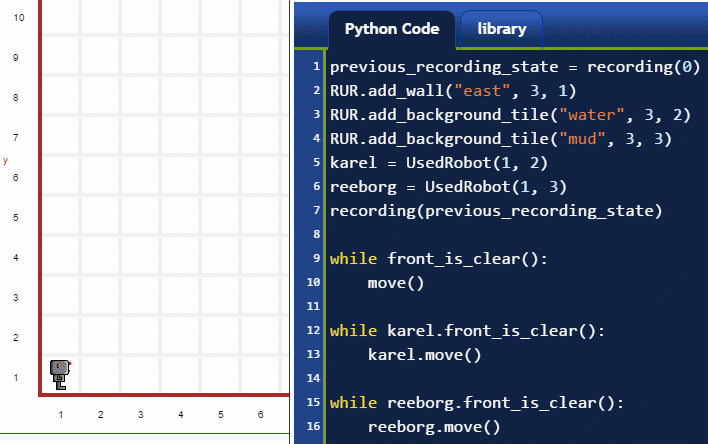 10
9
8
7
y
6
5
4
3
2
1
1 2 3 4 5 6
Python Code library
1 previous_recording_state = recording(0)
2 RUR.add_wall("east", 3, 1)
3 RUR.add_background_tile("water", 3, 2)
4 RUR.add_background_tile("mud", 3, 3)
5 karel = UsedRobot(1, 2)
6 reeborg = UsedRobot(1, 3)
7 recording(previous_recording_state)
8
9 while front_is_clear():
10     move()
11
12 while karel.front_is_clear():
13     karel.move()
14
15 while reeborg.front_is_clear():
16     reeborg.move()